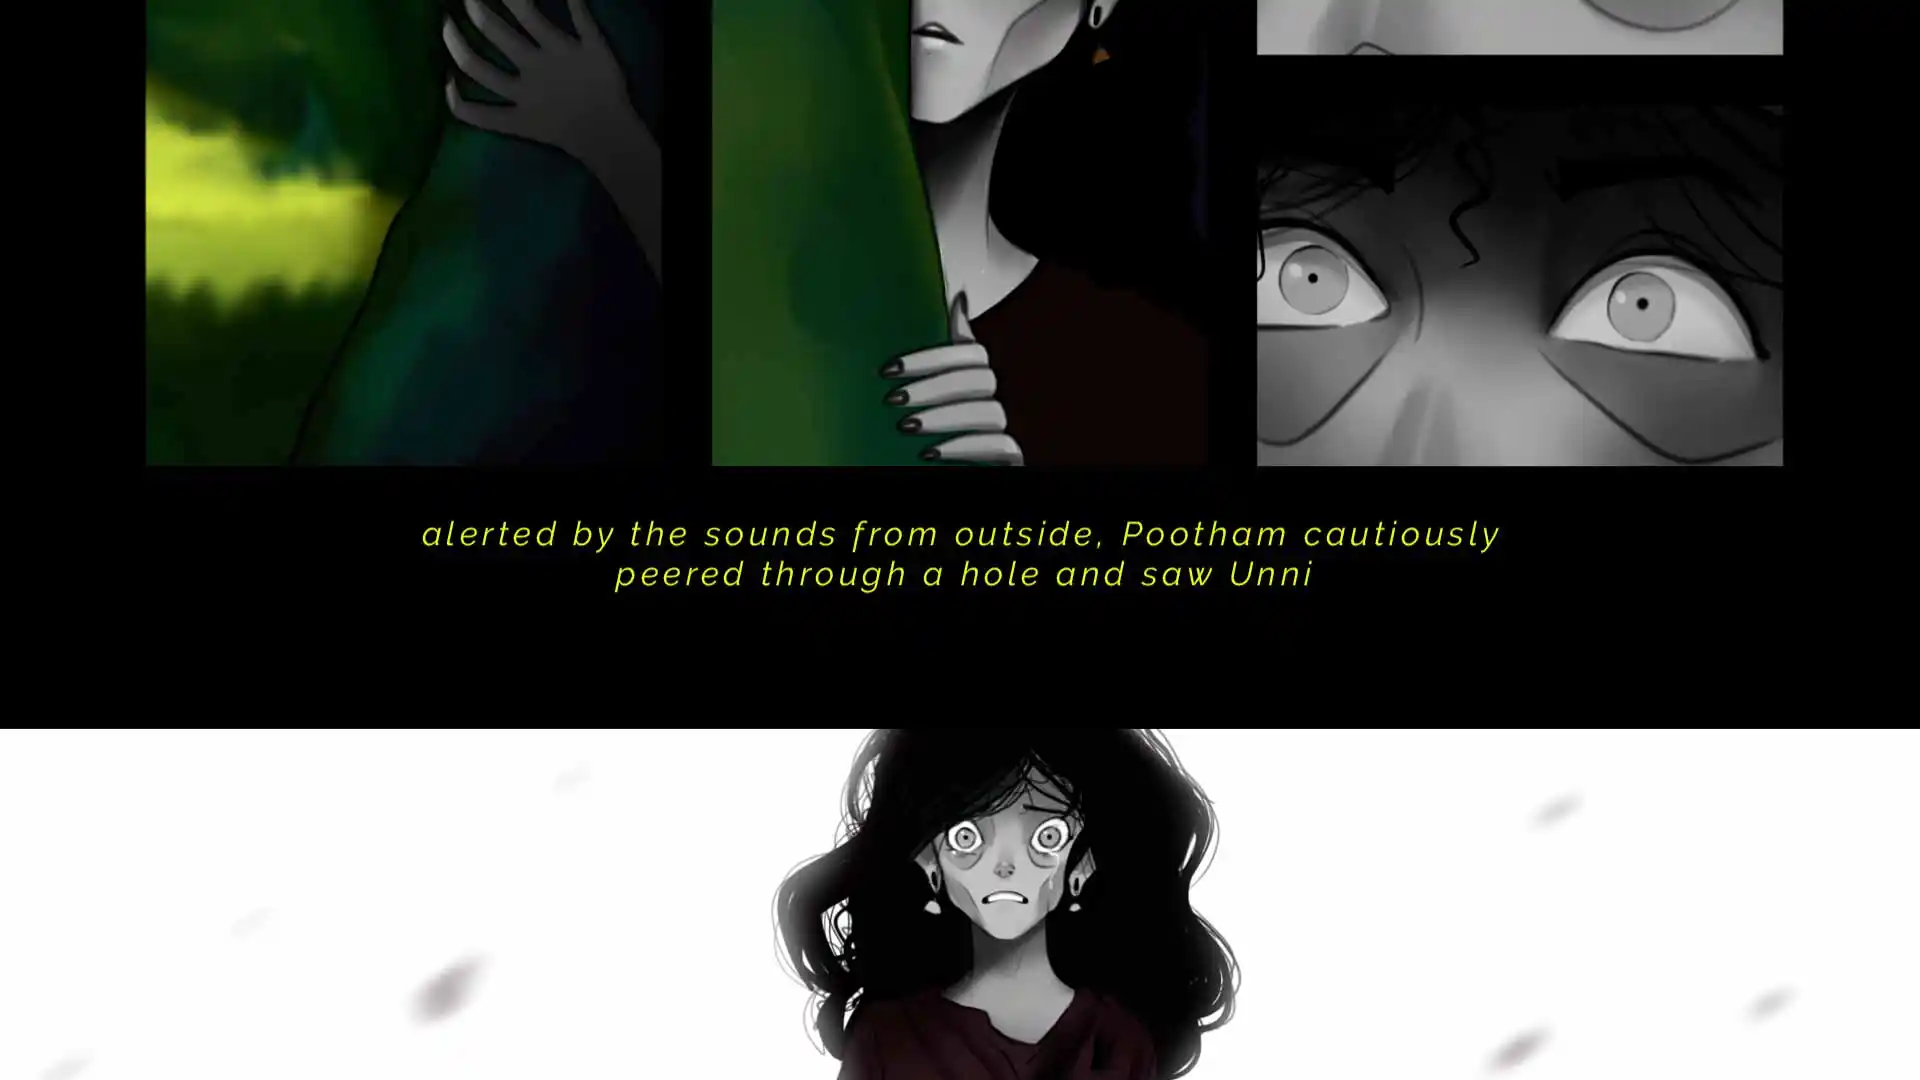 alerted by the sounds from outside, Pootham cautiously
peered through a hole and saw Unni